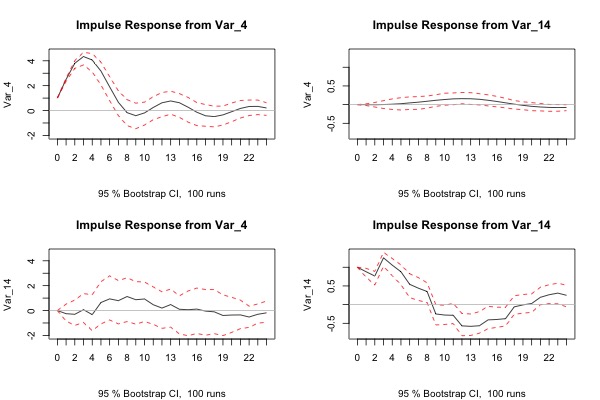 Impulse Response from Var_4
Var_4
4
2
0
-2
0 2 4 6 8 10 13 16 19 22
95 % Bootstrap CI, 100 runs
Impulse Response from Var_14
Var_4
0.5
-0.5
0 2 4 6 8 10 13 16 19 22
95 % Bootstrap CI, 100 runs
Impulse Response from Var_4
Var_14
4
2
0
-2
0 2 4 6 8 10 13 16 19 22
95 % Bootstrap CI, 100 runs
Impulse Response from Var_14
Var_14
0.5
-0.5
0 2 4 6 8 10 13 16 19 22
95 % Bootstrap CI, 100 runs